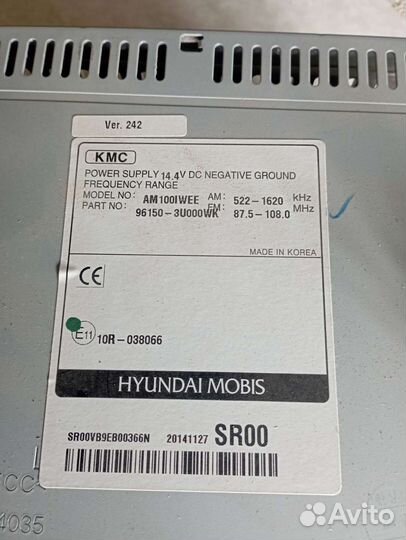 Ver. 242
KMC
POWER SUPPLY 14.4V DC NEGATIVE GROUND
FREQUENCY RANGE
MODEL NO: AM100IWEE AM: 522-1620 kHz
PART NO: 96150-3U000WK FM: 87.5-108.0 MHz
MADE IN KOREA
CE
E11 10R-038066
HYUNDAI MOBIS
SR00VB9EB00366N 20141127 SR00
4035
Avito